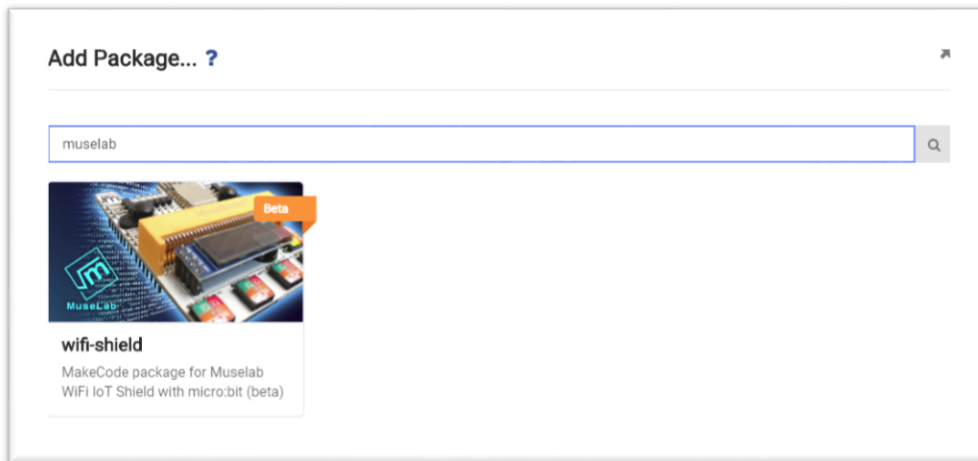 Add Package... ?
muselab
Beta
MuseLab
wifi-shield
MakeCode package for Muselab
WiFi IoT Shield with micro:bit (beta)